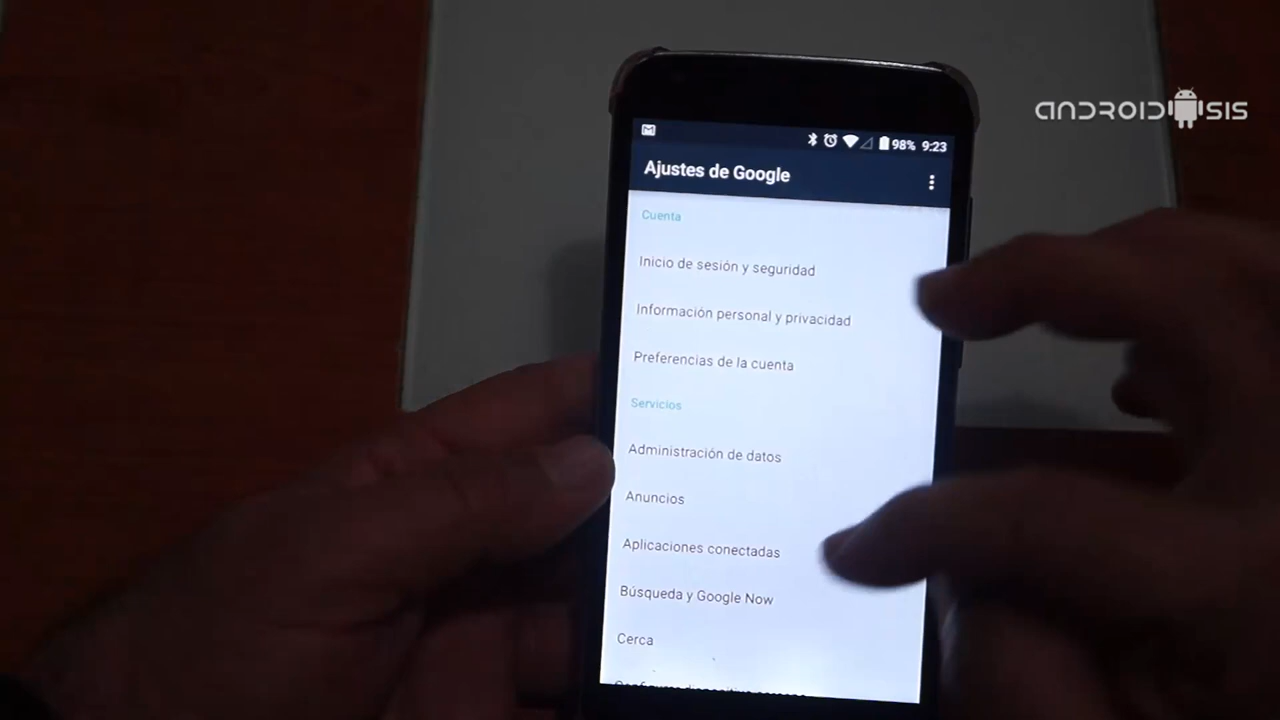 ANDROIDSIS
98% 9:23
Ajustes de Google
Cuenta
Inicio de sesión y seguridad
Información personal y privacidad
Preferencias de la cuenta
Servicios
Administración de datos
Anuncios
Aplicaciones conectadas
Búsqueda y Google Now
Cerca